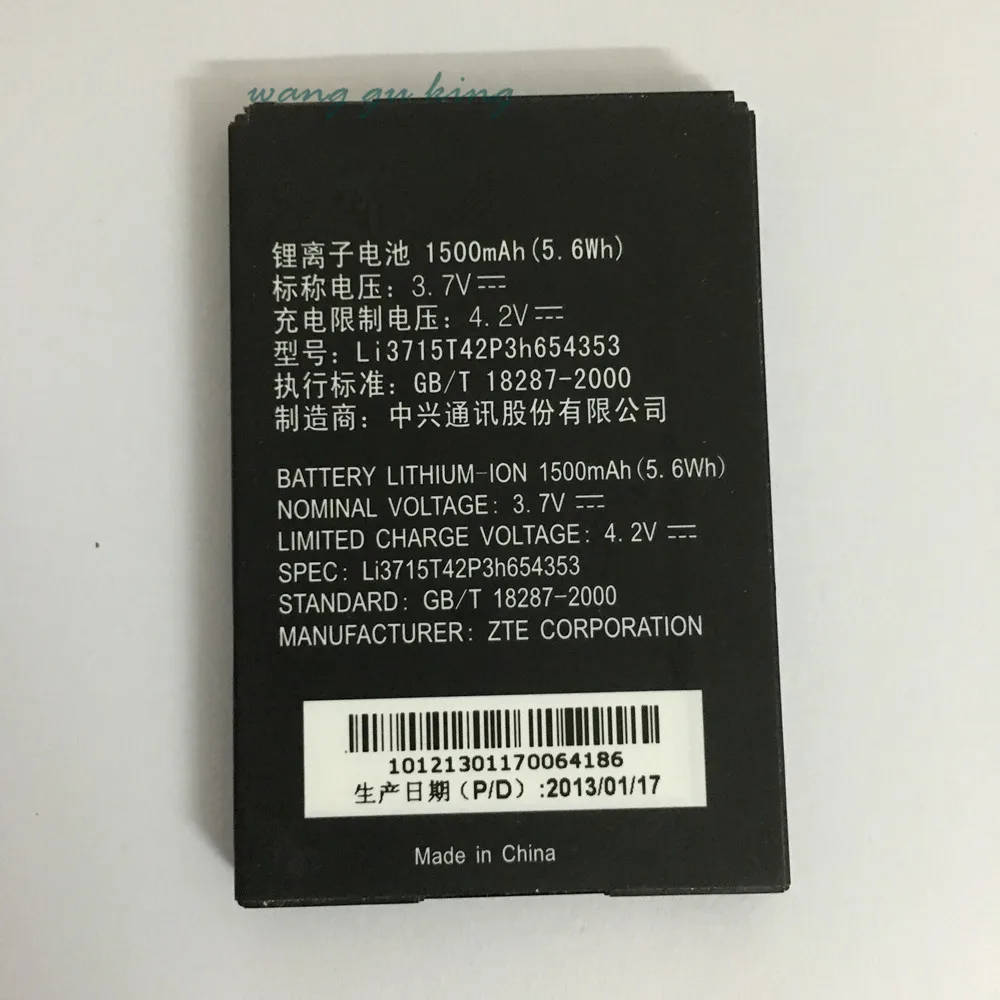 wang gu king
锂离子电池 1500mAh(5.6Wh)
标称电压: 3.7V⎓
充电限制电压: 4.2V⎓
型号: Li3715T42P3h654353
执行标准: GB/T 18287-2000
制造商: 中兴通讯股份有限公司
BATTERY LITHIUM-ION 1500mAh(5.6Wh)
NOMINAL VOLTAGE: 3.7V ⎓
LIMITED CHARGE VOLTAGE: 4.2V ⎓
SPEC: Li3715T42P3h654353
STANDARD: GB/T 18287-2000
MANUFACTURER: ZTE CORPORATION
10121301170064186
生产日期 (P/D) :2013/01/17
Made in China